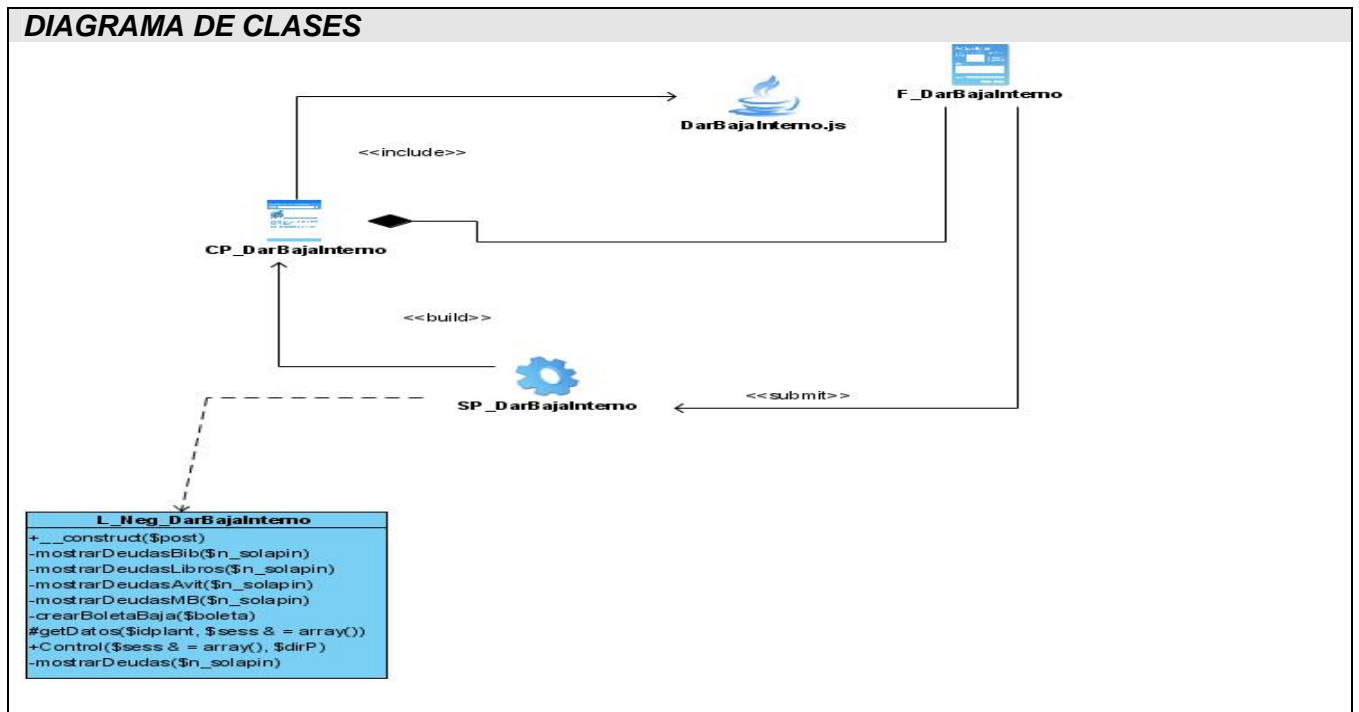 DIAGRAMA DE CLASES
F_DarBajaInterno
DarBajaInterno.js
<<include>>
CP_DarBajaInterno
<<build>>
SP_DarBajaInterno
<<submit>>
L_Neg_DarBajaInterno
+__construct($post)
-mostrarDeudasBib($n_solapin)
-mostrarDeudasLibros($n_solapin)
-mostrarDeudasAvit($n_solapin)
-mostrarDeudasMB($n_solapin)
-crearBoletaBaja($boleta)
#getDatos($idplant, $sess & = array())
+Control($sess & = array(), $dirP)
-mostrarDeudas($n_solapin)